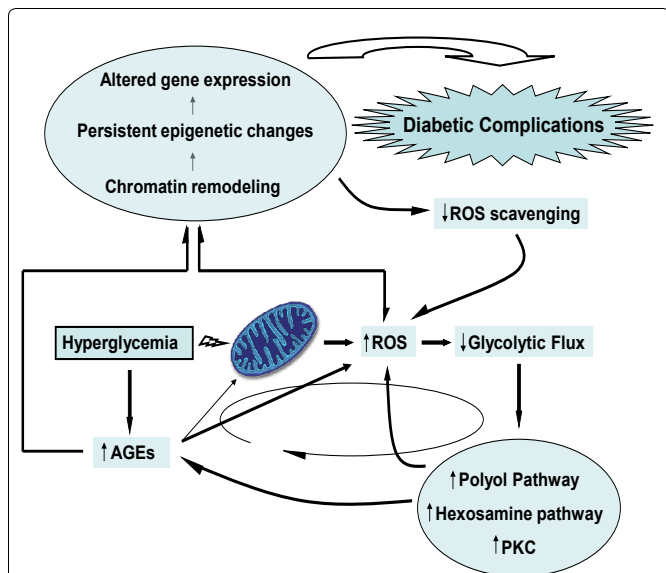 Altered gene expression
Persistent epigenetic changes
Chromatin remodeling
Diabetic Complications
↓ROS scavenging
Hyperglycemia
↑ROS
↓Glycolytic Flux
↑AGEs
↑Polyol Pathway
↑Hexosamine pathway
↑PKC